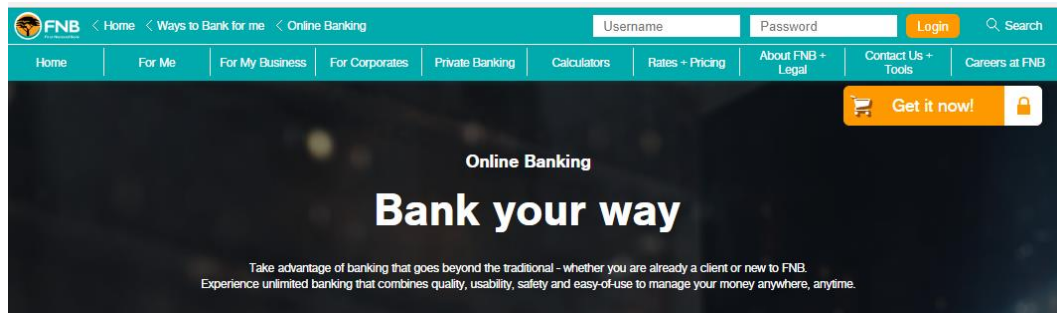 FNB
First National Bank
< Home < Ways to Bank for me < Online Banking
Username
Password
Login
Search
Home
For Me
For My Business
For Corporates
Private Banking
Calculators
Rates + Pricing
About FNB +
Legal
Contact Us +
Tools
Careers at FNB
Get it now!
Online Banking
Bank your way
Take advantage of banking that goes beyond the traditional - whether you are already a client or new to FNB.
Experience unlimited banking that combines quality, usability, safety and easy-of-use to manage your money anywhere, anytime.